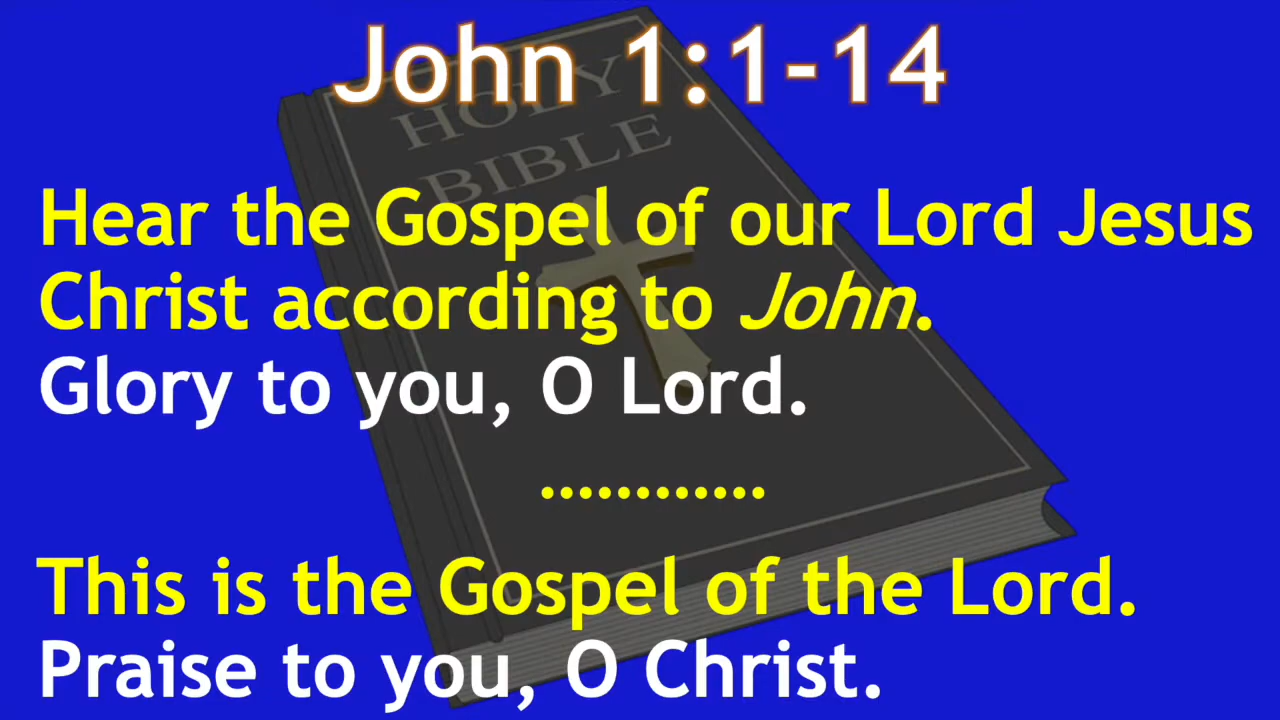 John 1:1-14
HOLY
BIBLE
Hear the Gospel of our Lord Jesus
Christ according to John.
Glory to you, O Lord.
............
This is the Gospel of the Lord.
Praise to you, O Christ.